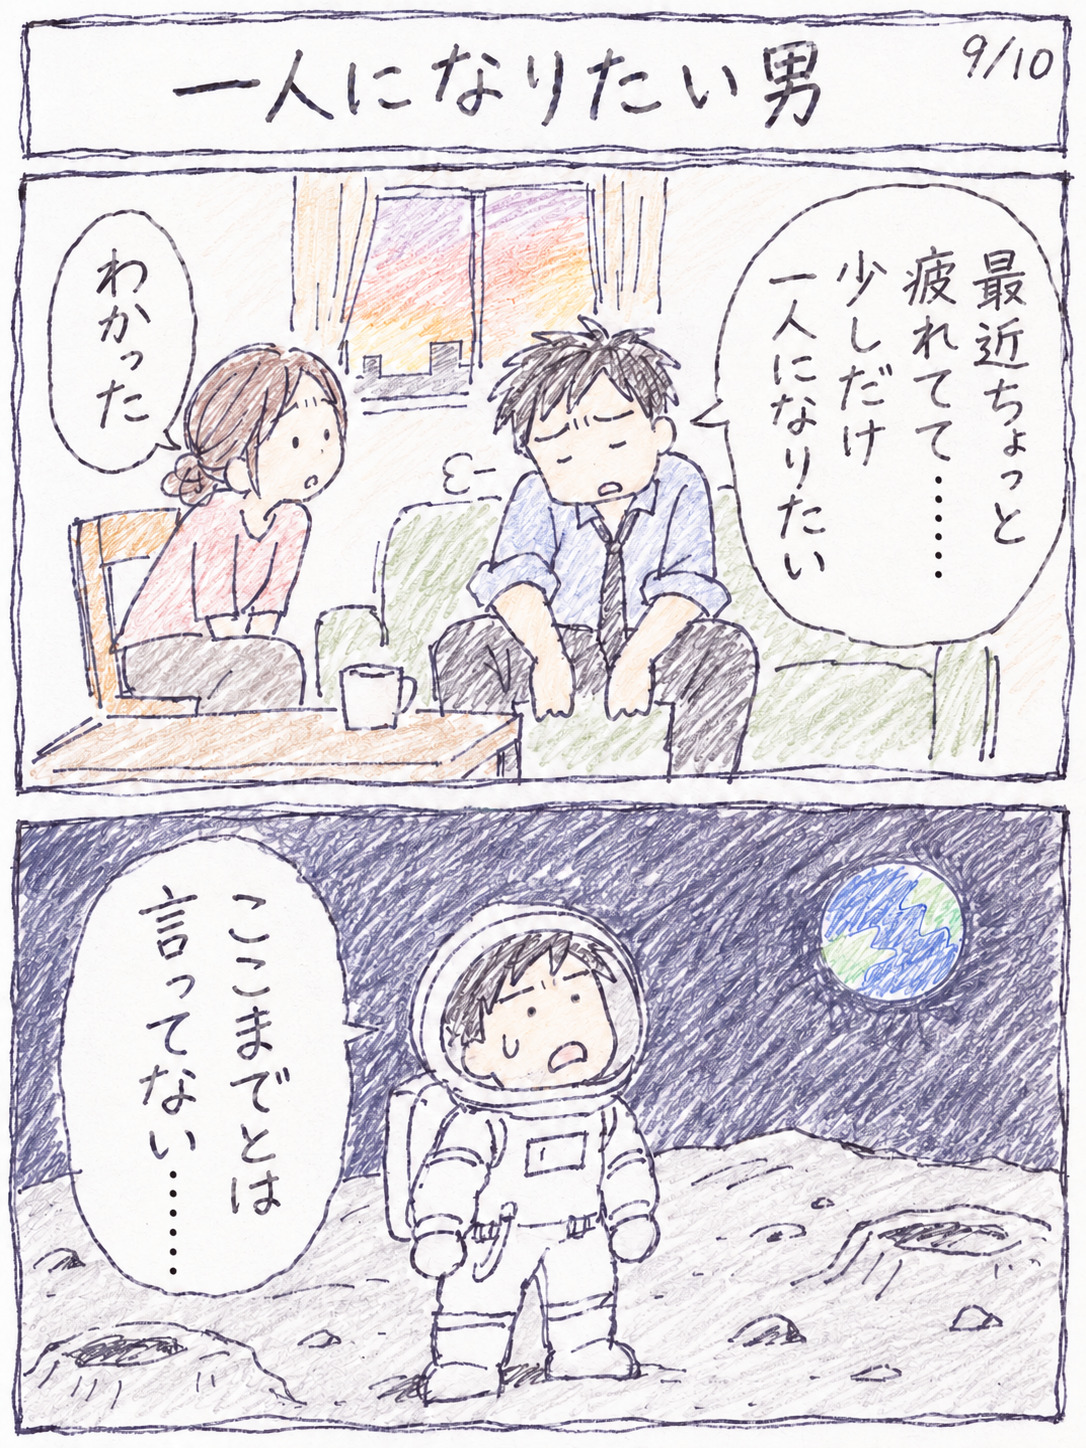 一人になりたい男
9/10
最近ちょっと
疲れてて………
少しだけ
一人になりたい
わかった
ここまでとは
言ってない………